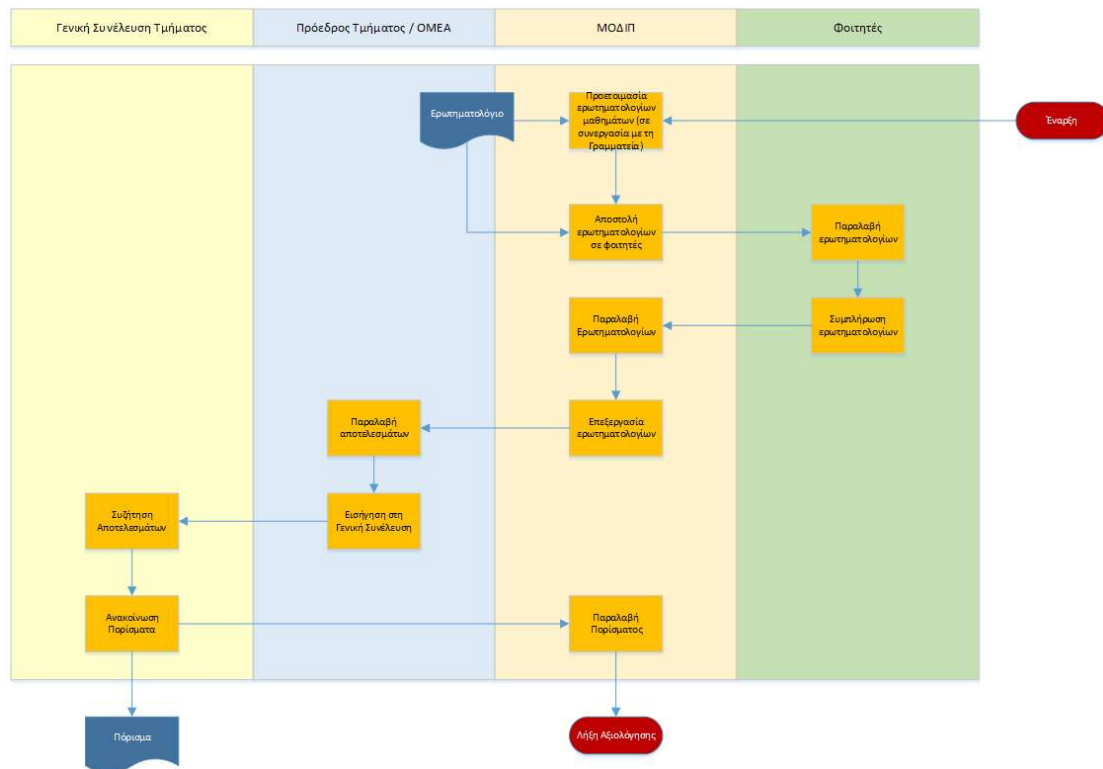 Γενική Συνέλευση Τμήματος
Πρόεδρος Τμήματος / ΟΜΕΑ
ΜΟΔΙΠ
Φοιτητές
Ερωτηματολόγιο
Προετοιμασία
ερωτηματολογίων
μαθημάτων (σε
συνεργασία με τη
Γραμματεία)
Έναρξη
Αποστολή
ερωτηματολογίων
σε φοιτητές
Παραλαβή
ερωτηματολογίων
Παραλαβή
Ερωτηματολογίων
Συμπλήρωση
ερωτηματολογίων
Παραλαβή
αποτελεσμάτων
Επεξεργασία
ερωτηματολογίων
Συζήτηση
Αποτελεσμάτων
Εισήγηση στη
Γενική Συνέλευση
Ανακοίνωση
Πορίσματα
Παραλαβή
Πορίσματος
Πόρισμα
Λήξη Αξιολόγησης